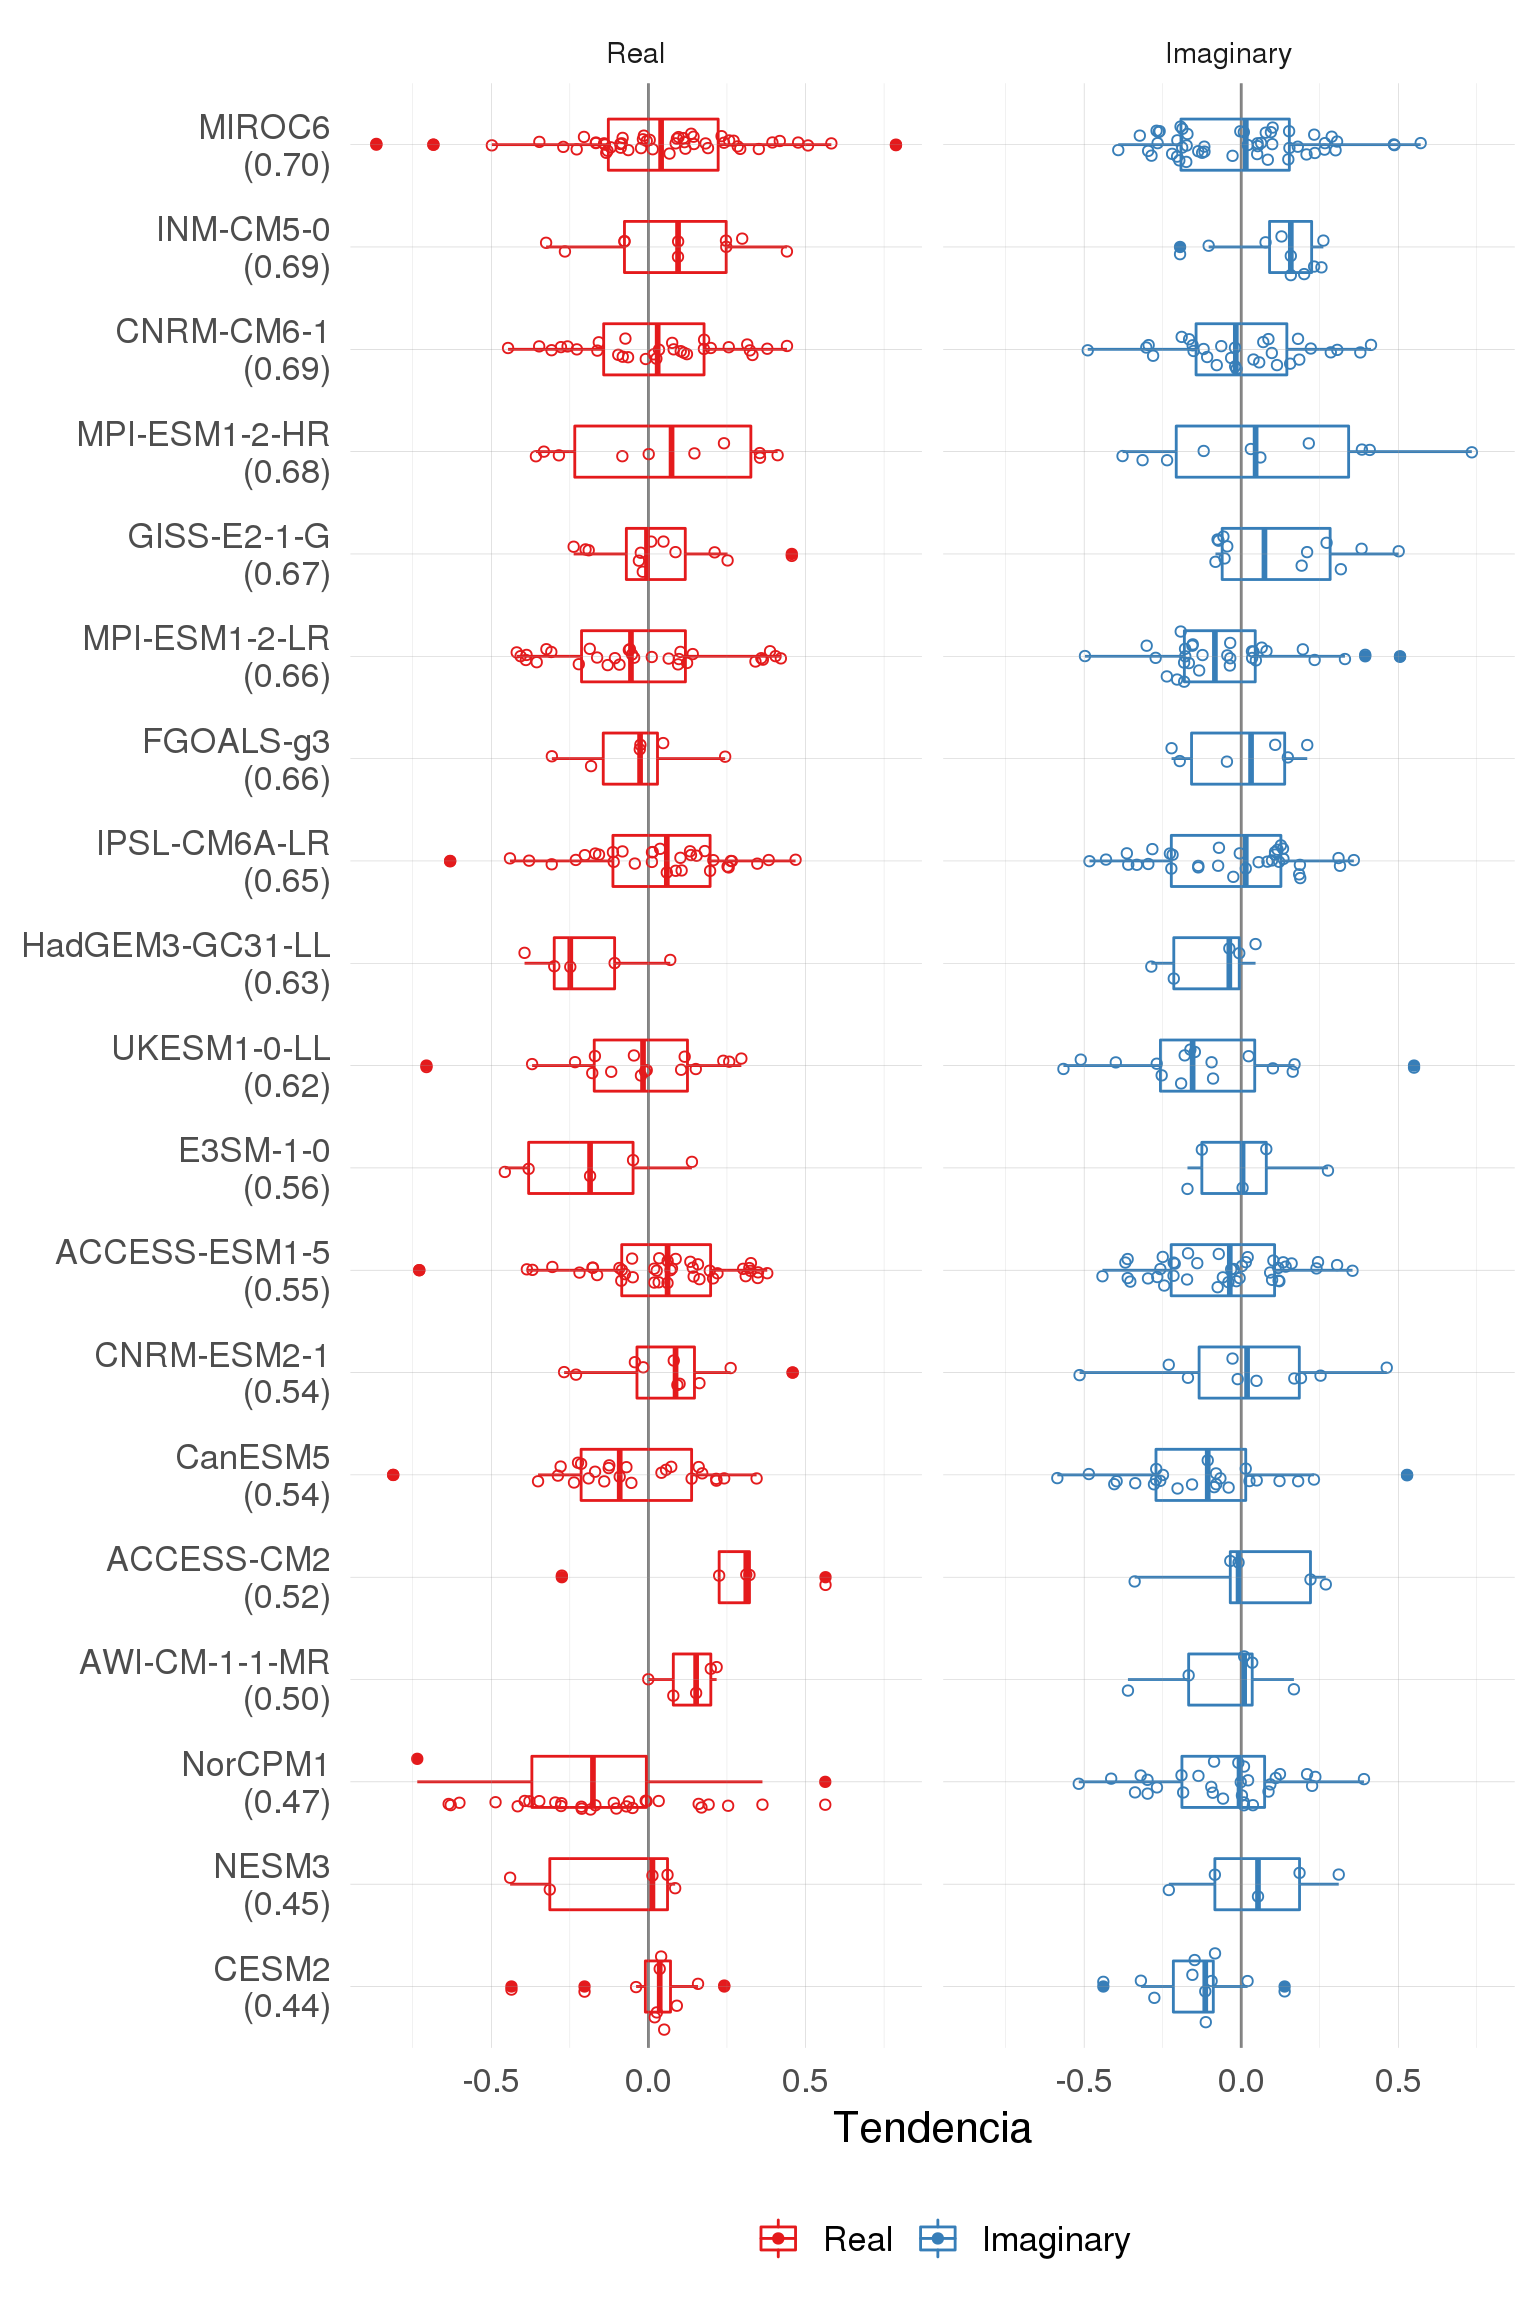 Real Imaginary
MIROC6
(0.70)
INM-CM5-0
(0.69)
CNRM-CM6-1
(0.69)
MPI-ESM1-2-HR
(0.68)
GISS-E2-1-G
(0.67)
MPI-ESM1-2-LR
(0.66)
FGOALS-g3
(0.66)
IPSL-CM6A-LR
(0.65)
HadGEM3-GC31-LL
(0.63)
UKESM1-0-LL
(0.62)
E3SM-1-0
(0.56)
ACCESS-ESM1-5
(0.55)
CNRM-ESM2-1
(0.54)
CanESM5
(0.54)
ACCESS-CM2
(0.52)
AWI-CM-1-1-MR
(0.50)
NorCPM1
(0.47)
NESM3
(0.45)
CESM2
(0.44)
-0.5 0.0 0.5 -0.5 0.0 0.5
Tendencia
Real Imaginary